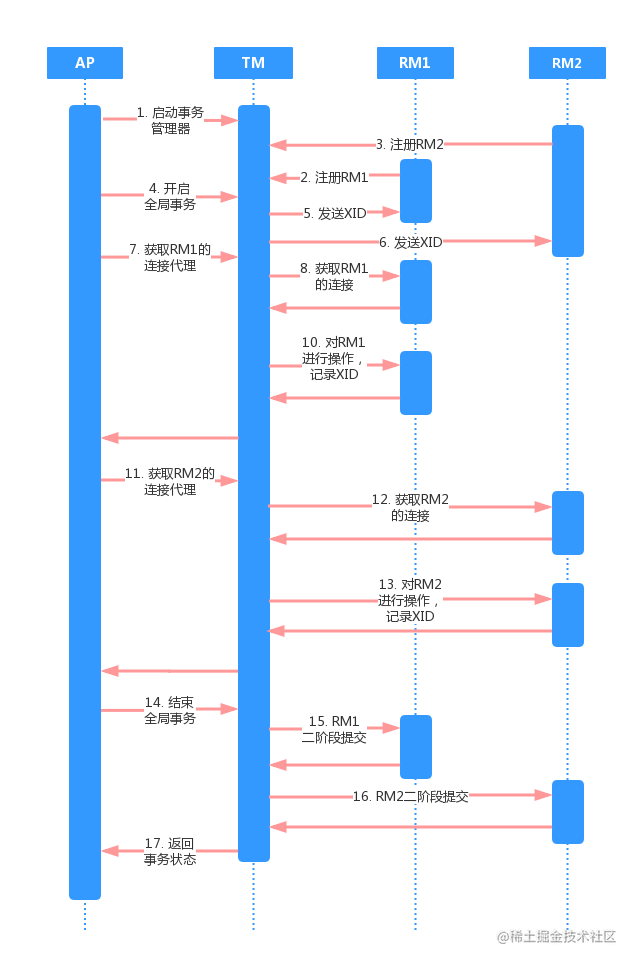 AP
TM
RM1
RM2
1. 启动事务
管理器
3. 注册RM2
2. 注册RM1
4. 开启
全局事务
5. 发送XID
6. 发送XID
7. 获取RM1的
连接代理
8. 获取RM1
的连接
10. 对RM1
进行操作，
记录XID
11. 获取RM2的
连接代理
12. 获取RM2
的连接
13. 对RM2
进行操作，
记录XID
14. 结束
全局事务
15. RM1
二阶段提交
16. RM2二阶段提交
17. 返回
事务状态
@稀土掘金技术社区